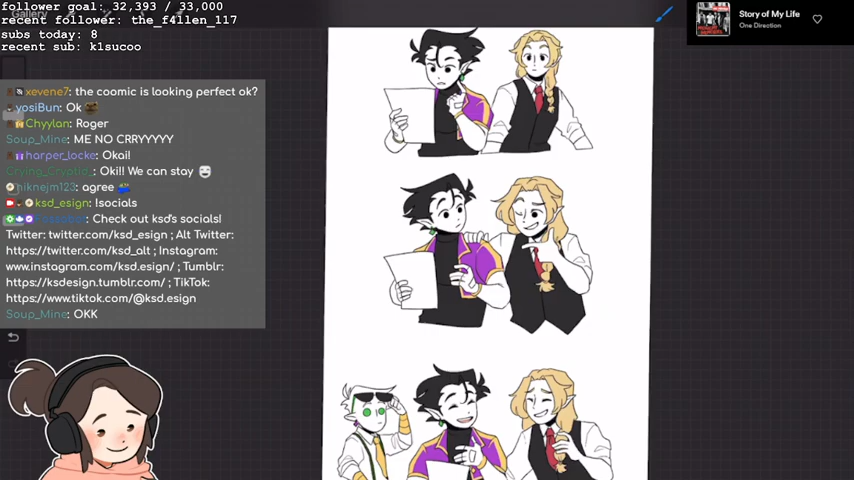 follower goal: 32,393 / 33,000
recent follower: the_f4llen_117
subs today: 8
recent sub: k1sucoo
Story of My Life
One Direction
xevene7: the coomic is looking perfect ok?
yosiBun: Ok
Chyylan: Roger
Soup_Mine: ME NO CRRYYYYY
harper_locke: Okai!
Crying_Cryptid_: Oki!! We can stay
niknejm123: agree
ksd_esign: !socials
Check out ksd's socials!
Twitter: twitter.com/ksd_esign ; Alt Twitter:
https://twitter.com/ksd_alt ; Instagram:
www.instagram.com/ksd.esign/ ; Tumblr:
https://ksdesign.tumblr.com/ ; TikTok:
https://www.tiktok.com/@ksd.esign
Soup_Mine: OKK